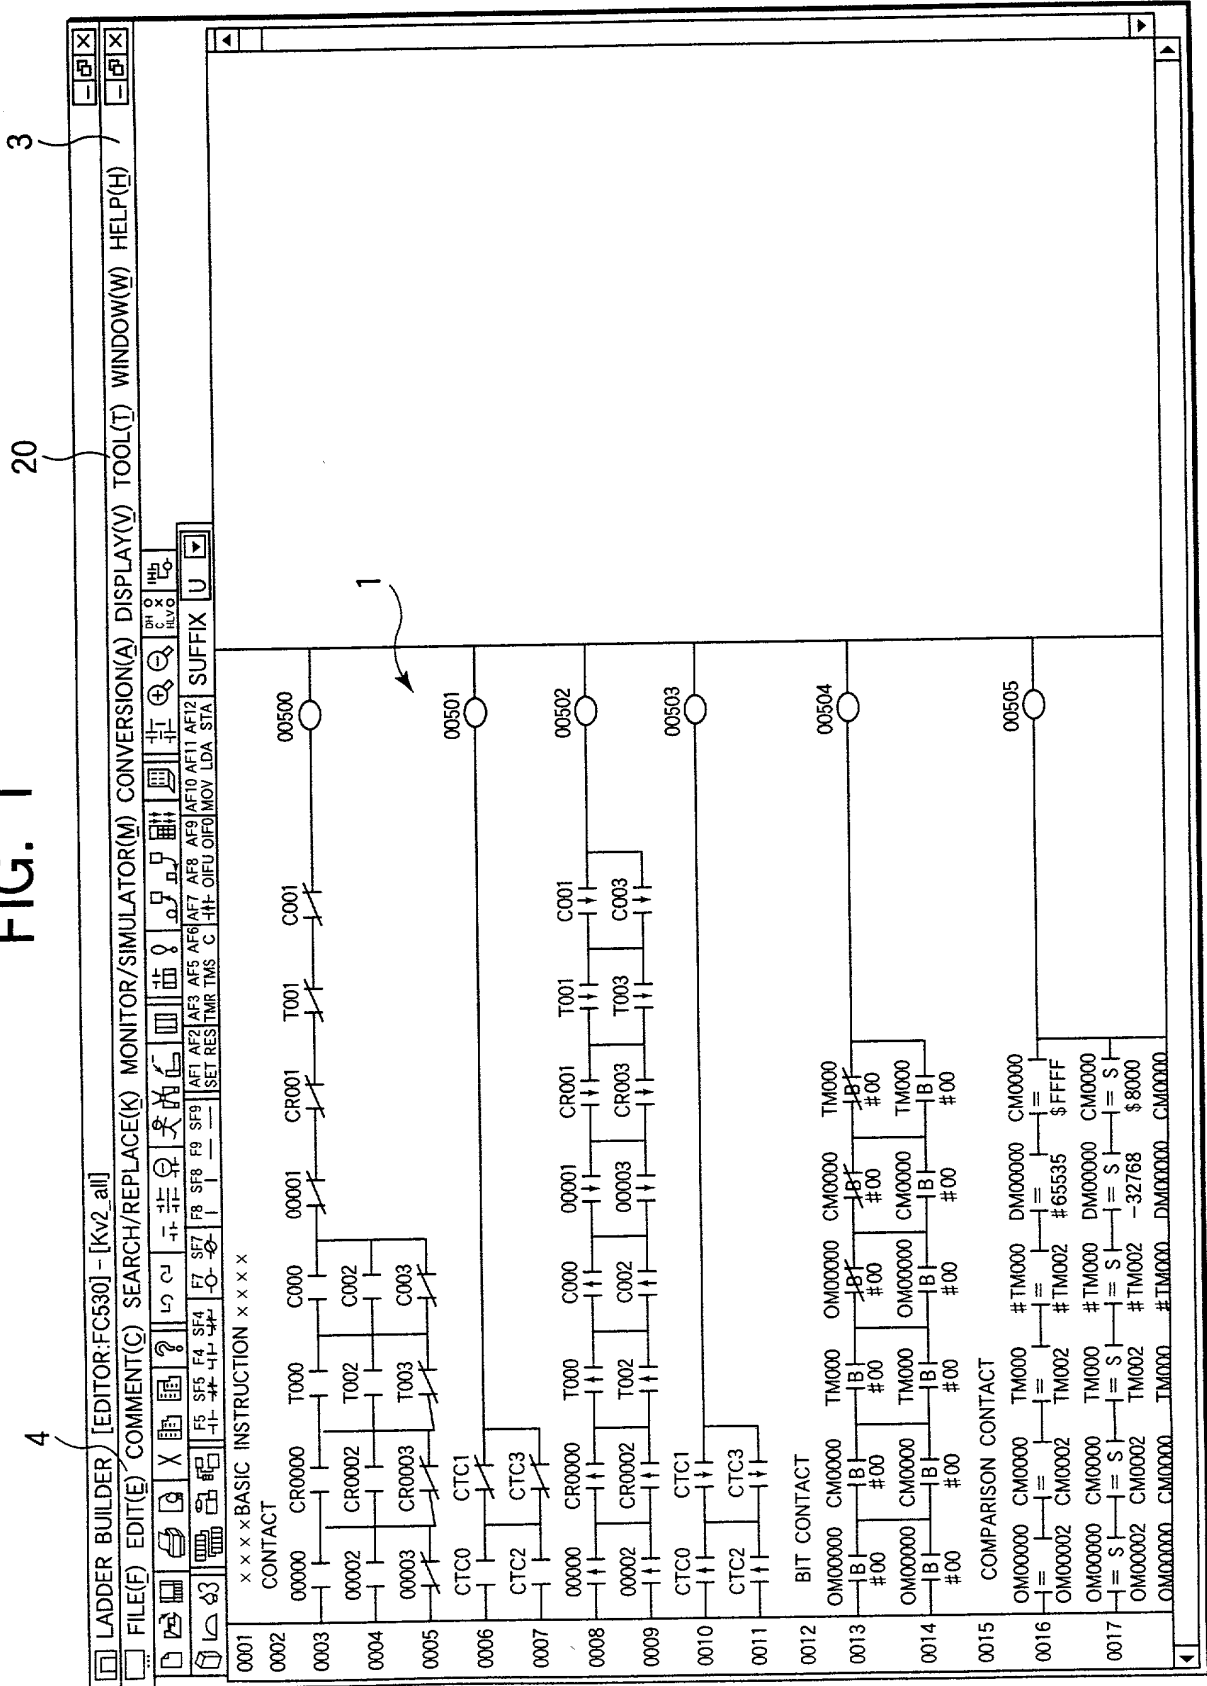 FIG. 1
3
20
4
1
LADDER BUILDER [EDITOR:FC530] – [Kv2_all]
FILE(F) EDIT(E) COMMENT(C) SEARCH/REPLACE(K) MONITOR/SIMULATOR(M) CONVERSION(A) DISPLAY(V) TOOL(T) WINDOW(W) HELP(H)
F5 SF5 F4 SF4 F7 SF7 F8 SF8 F9 SF9 AF1 AF2 AF3 AF5 AF6 AF7 AF8 AF9 AF10 AF11 AF12
SET RES TMR TMS C OIFU OIFO MOV LDA STA
SUFFIX U
0001 ××××BASIC INSTRUCTION××××
0002 CONTACT
00000 CR0000 T000 C000 00001 CR001 T001 C001 00500
0003
00002 CR0002 T002 C002
0004
00003 CR0003 T003 C003
0005
CTC0 CTC1 00501
0006
CTC2 CTC3
0007
00000 CR0000 T000 C000 00001 CR001 T001 C001 00502
0008
00002 CR0002 T002 C002 00003 CR003 T003 C003
0009
CTC0 CTC1 00503
0010
CTC2 CTC3
0011
0012 BIT CONTACT
OM00000 CM0000 TM000 OM00000 CM0000 TM000 00504
0013 B B B B B B
#00 #00 #00 #00 #00 #00
OM00000 CM0000 TM000 OM00000 CM0000 TM000
0014 B B B B B B
#00 #00 #00 #00 #00 #00
0015 COMPARISON CONTACT
OM00000 CM0000 TM000 #TM000 DM00000 CM0000 00505
0016 = = = = = =
OM00002 CM0002 TM002 #TM002 #65535 $FFFF
OM00000 CM0000 TM000 #TM000 DM00000 CM0000
0017 = S = S = S = S = S = S
OM00002 CM0002 TM002 #TM002 -32768 $8000
OM00000 CM0000 TM000 #TM000 DM00000 CM0000